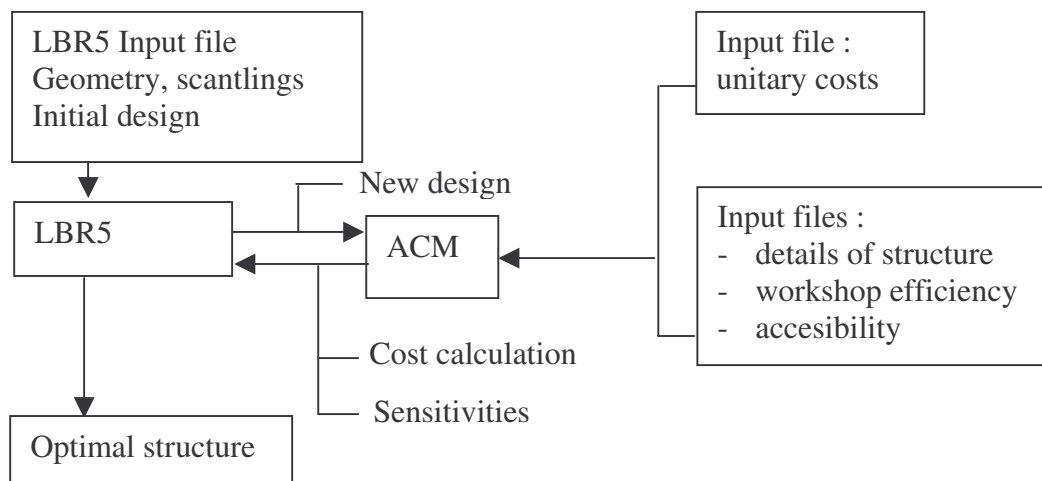 LBR5 Input file
Geometry, scantlings
Initial design
Input file :
unitary costs
New design
LBR5
ACM
Input files :
- details of structure
- workshop efficiency
- accesibility
Cost calculation
Sensitivities
Optimal structure